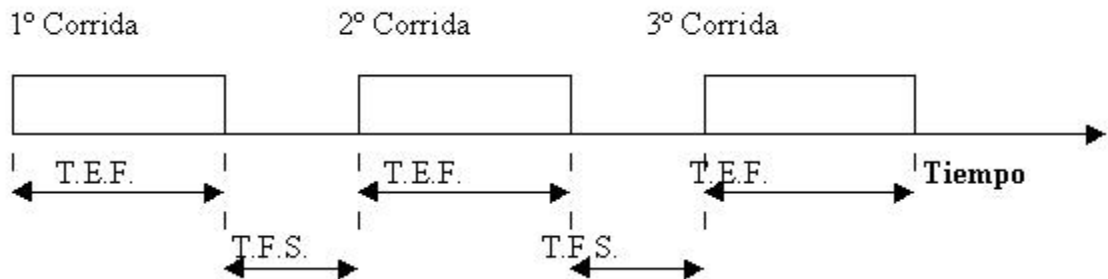 1º Corrida 2º Corrida 3º Corrida
T.E.F. T.E.F. T.E.F. Tiempo
T.F.S. T.F.S.